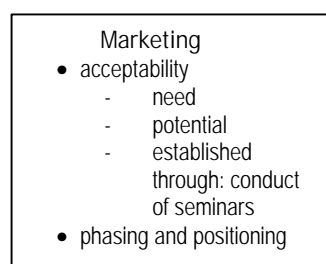 Marketing
• acceptability
- need
- potential
- established
through: conduct
of seminars
• phasing and positioning